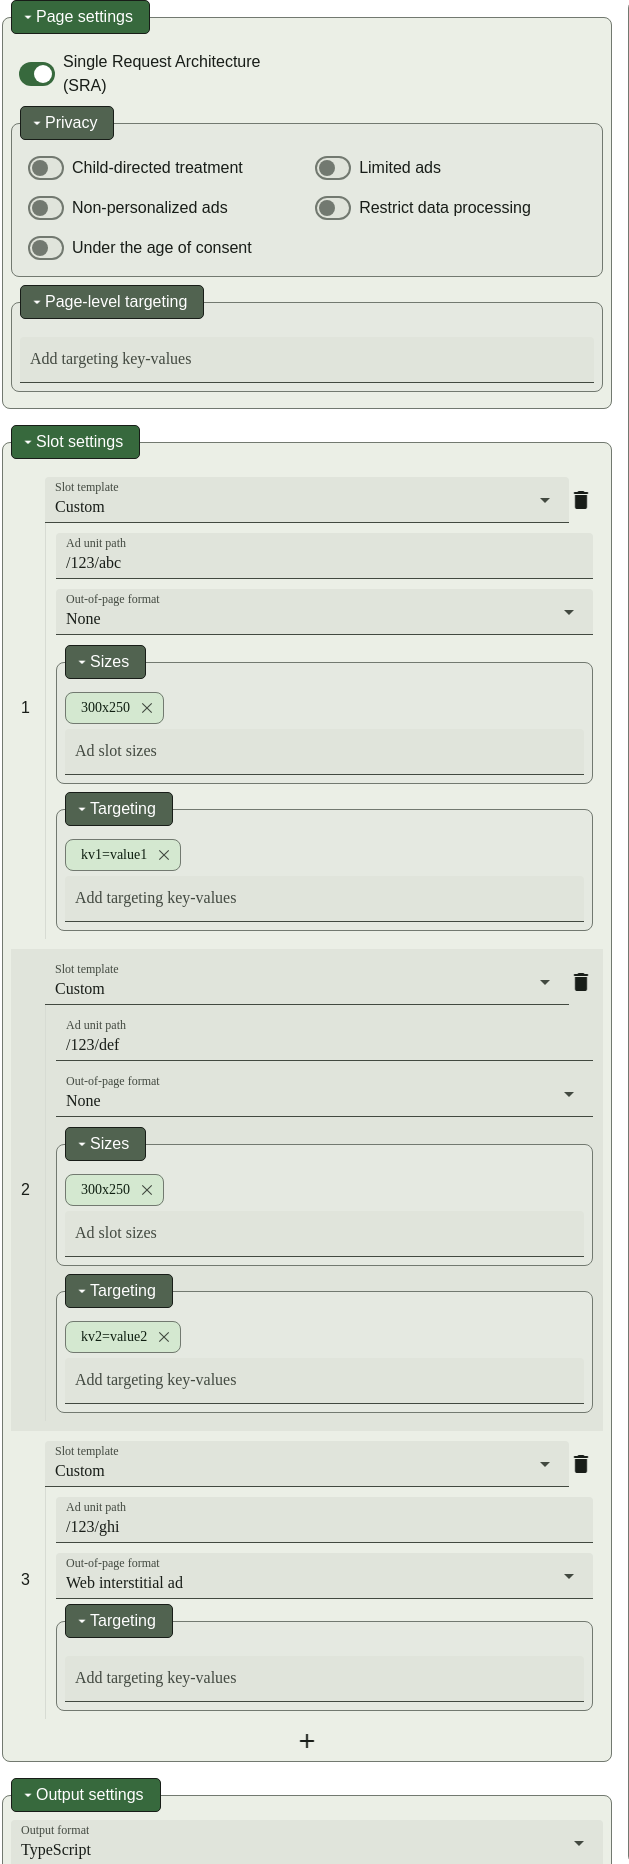 Page settings
Single Request Architecture
(SRA)
Privacy
Child-directed treatment
Limited ads
Non-personalized ads
Restrict data processing
Under the age of consent
Page-level targeting
Add targeting key-values
Slot settings
Slot template
Custom
Ad unit path
/123/abc
Out-of-page format
None
Sizes
1
300x250
Ad slot sizes
Targeting
kv1=value1
Add targeting key-values
Slot template
Custom
Ad unit path
/123/def
Out-of-page format
None
Sizes
2
300x250
Ad slot sizes
Targeting
kv2=value2
Add targeting key-values
Slot template
Custom
Ad unit path
/123/ghi
Out-of-page format
3
Web interstitial ad
Targeting
Add targeting key-values
+
Output settings
Output format
TypeScript